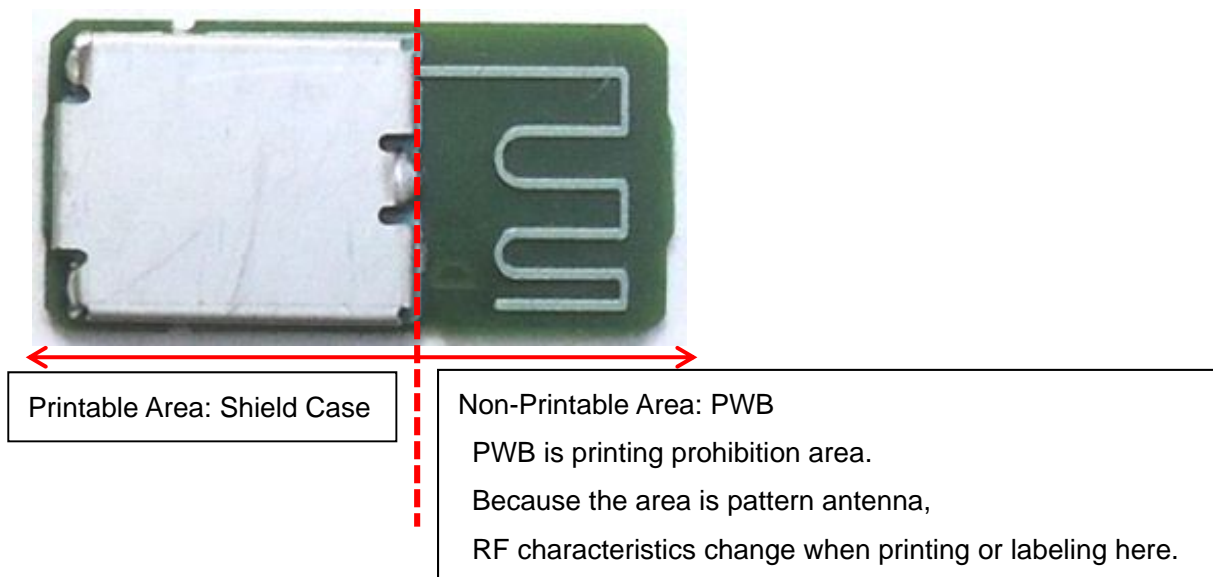 Printable Area: Shield Case
Non-Printable Area: PWB
PWB is printing prohibition area.
Because the area is pattern antenna,
RF characteristics change when printing or labeling here.